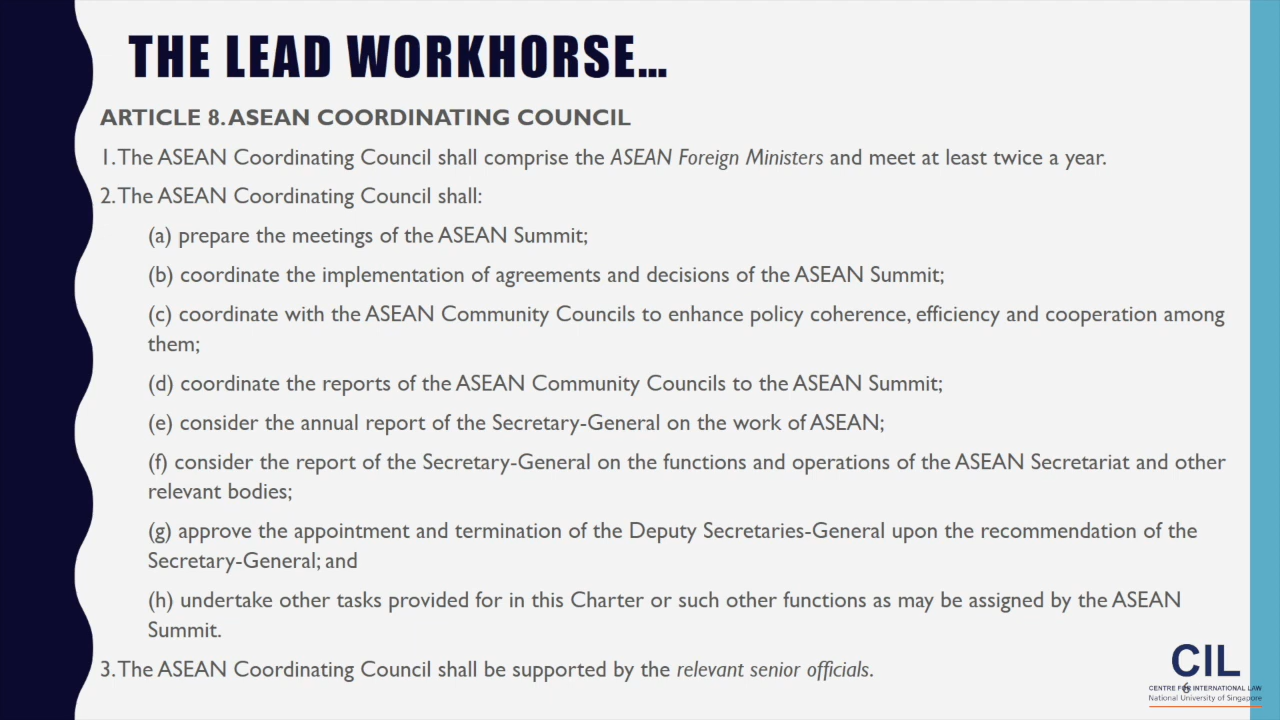 THE LEAD WORKHORSE...
ARTICLE 8. ASEAN COORDINATING COUNCIL
1. The ASEAN Coordinating Council shall comprise the ASEAN Foreign Ministers and meet at least twice a year.
2. The ASEAN Coordinating Council shall:
(a) prepare the meetings of the ASEAN Summit;
(b) coordinate the implementation of agreements and decisions of the ASEAN Summit;
(c) coordinate with the ASEAN Community Councils to enhance policy coherence, efficiency and cooperation among
them;
(d) coordinate the reports of the ASEAN Community Councils to the ASEAN Summit;
(e) consider the annual report of the Secretary-General on the work of ASEAN;
(f) consider the report of the Secretary-General on the functions and operations of the ASEAN Secretariat and other
relevant bodies;
(g) approve the appointment and termination of the Deputy Secretaries-General upon the recommendation of the
Secretary-General; and
(h) undertake other tasks provided for in this Charter or such other functions as may be assigned by the ASEAN
Summit.
3. The ASEAN Coordinating Council shall be supported by the relevant senior officials.
CIL
CENTRE FOR INTERNATIONAL LAW
6
National University of Singapore